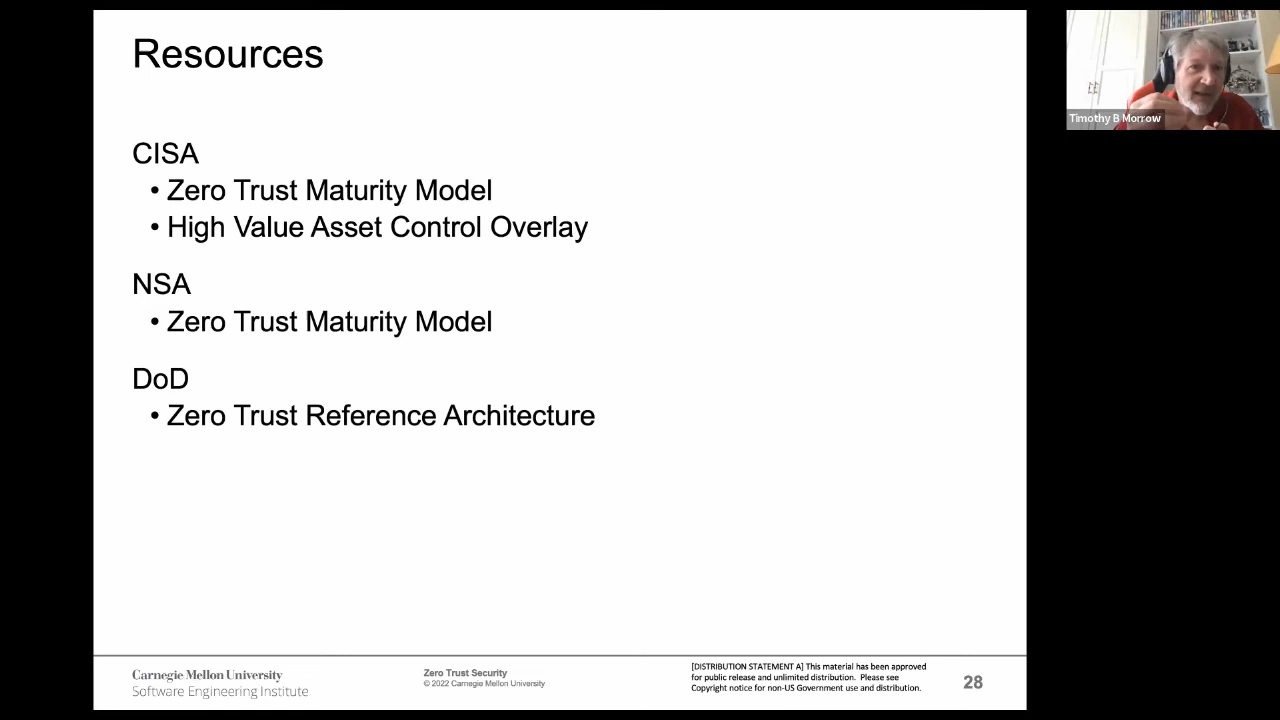 Resources
CISA
• Zero Trust Maturity Model
• High Value Asset Control Overlay
NSA
• Zero Trust Maturity Model
DoD
• Zero Trust Reference Architecture
Carnegie Mellon University
Software Engineering Institute
Zero Trust Security
© 2022 Carnegie Mellon University
[DISTRIBUTION STATEMENT A] This material has been approved
for public release and unlimited distribution.  Please see
Copyright notice for non-US Government use and distribution.
28
Timothy B Morrow